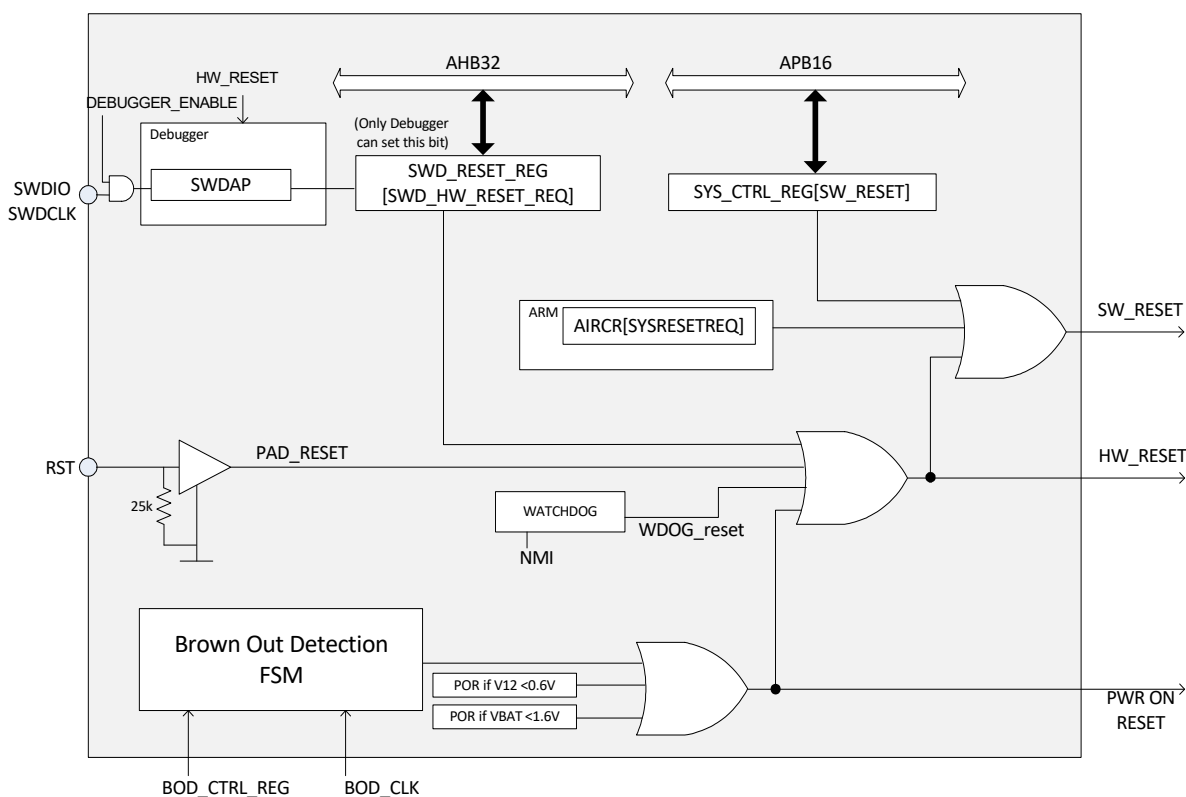 AHB32
APB16
HW_RESET
DEBUGGER_ENABLE
Debugger
(Only Debugger
can set this bit)
SWDAP
SWD_RESET_REG
[SWD_HW_RESET_REQ]
SYS_CTRL_REG[SW_RESET]
SWDIO
SWDCLK
ARM
AIRCR[SYSRESETREQ]
SW_RESET
RST
PAD_RESET
HW_RESET
25k
WATCHDOG
WDOG_reset
NMI
Brown Out Detection
FSM
POR if V12 <0.6V
POR if VBAT <1.6V
PWR ON
RESET
BOD_CTRL_REG
BOD_CLK